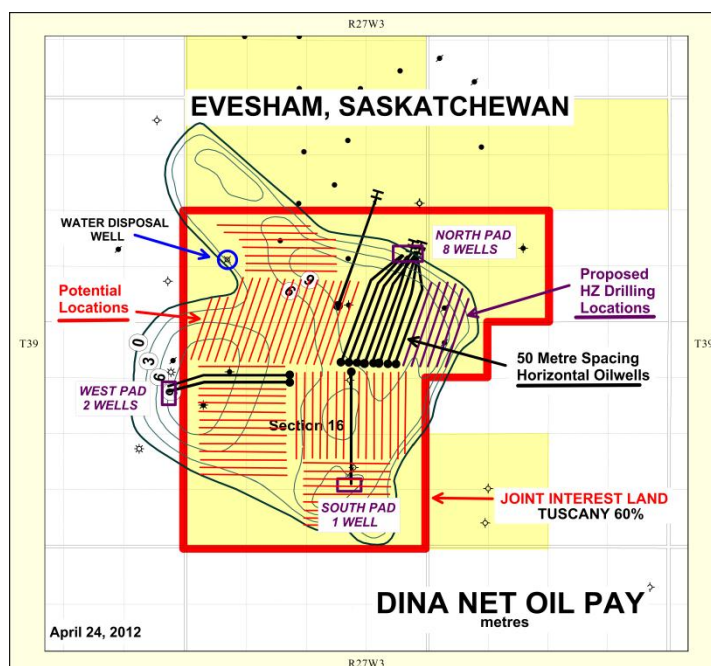 R27W3
EVESHAM, SASKATCHEWAN
WATER DISPOSAL
WELL
NORTH PAD
8 WELLS
Potential
Locations
9
6
Proposed
HZ Drilling
Locations
T39
0
3
6
T39
50 Metre Spacing
Horizontal Oilwells
WEST PAD
2 WELLS
Section 16
SOUTH PAD
1 WELL
JOINT INTEREST LAND
TUSCANY 60%
DINA NET OIL PAY
metres
April 24, 2012
R27W3